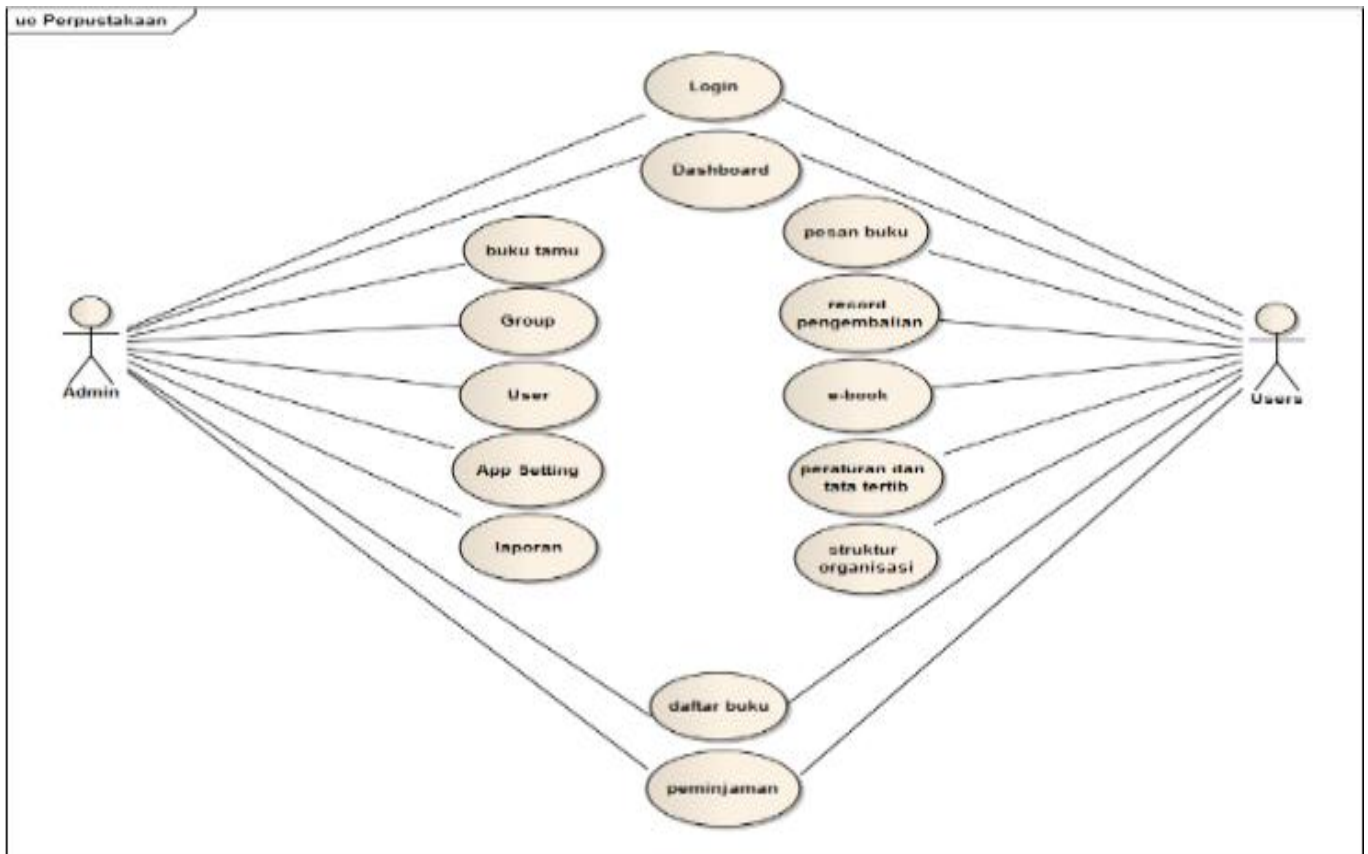 uc Perpustakaan
Login
Dashboard
buku tamu
pesan buku
record
pengembalian
Group
Admin
Users
User
e-book
App Setting
peraturan dan
tata tertib
laporan
struktur
organisasi
daftar buku
peminjaman